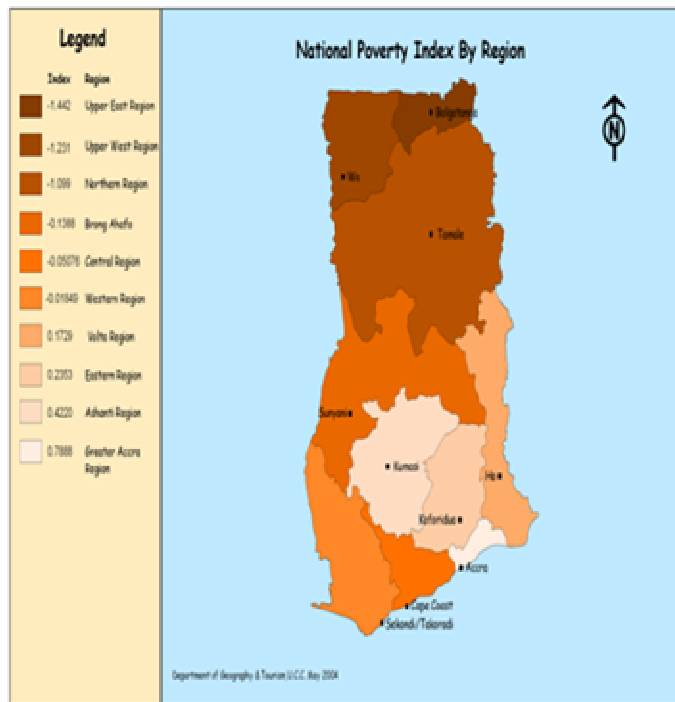 Legend
Index Region
-1.442 Upper East Region
-1.231 Upper West Region
-1.099 Northern Region
-0.1388 Brong Ahafo
-0.05076 Central Region
-0.01849 Western Region
0.1729 Volta Region
0.2353 Eastern Region
0.4220 Ashanti Region
0.7888 Greater Accra
Region
National Poverty Index By Region
N
Bolgatanga
Wa
Tamale
Sunyani
Kumasi
Ho
Koforidua
Accra
Cape Coast
Sekondi/Takoradi
Department of Geography & Tourism,U.C.C. May 2004